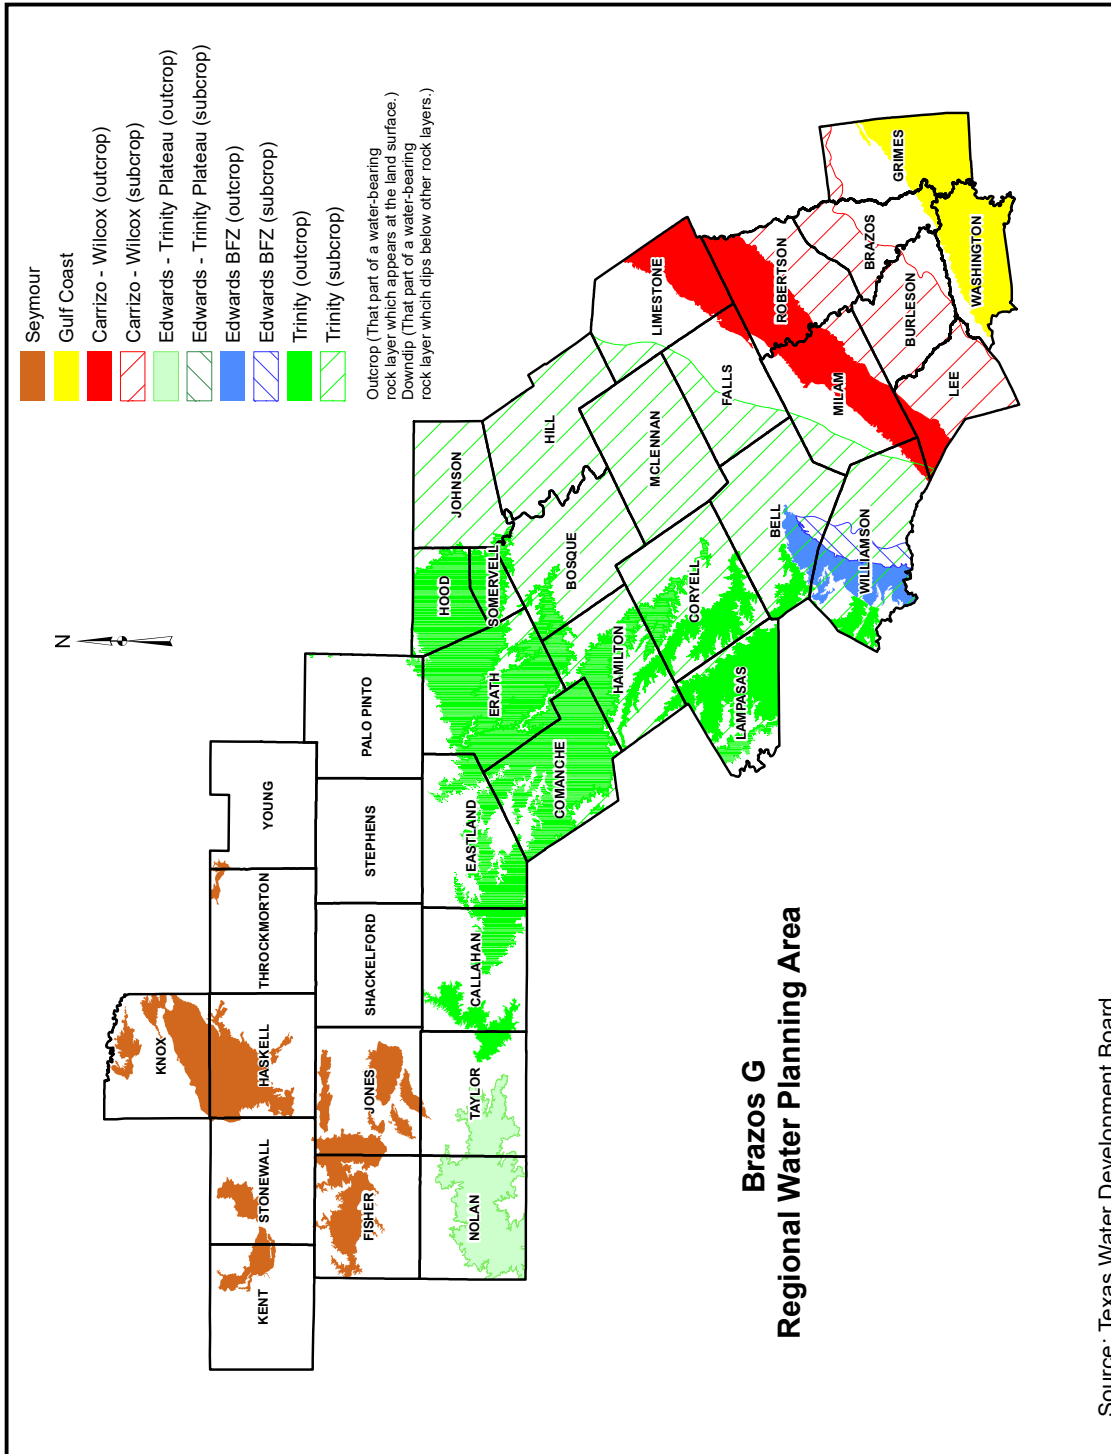 Seymour
Gulf Coast
Carrizo - Wilcox (outcrop)
Carrizo - Wilcox (subcrop)
Edwards - Trinity Plateau (outcrop)
Edwards - Trinity Plateau (subcrop)
Edwards BFZ (outcrop)
Edwards BFZ (subcrop)
Trinity (outcrop)
Trinity (subcrop)
Outcrop (That part of a water-bearing
rock layer which appears at the land surface.)
Downdip (That part of a water-bearing
rock layer whcih dips below other rock layers.)
N
KNOX
KENT
STONEWALL
HASKELL
THROCKMORTON
YOUNG
FISHER
JONES
SHACKELFORD
STEPHENS
PALO PINTO
NOLAN
TAYLOR
CALLAHAN
EASTLAND
ERATH
HOOD
SOMERVELL
JOHNSON
COMANCHE
HAMILTON
BOSQUE
HILL
LAMPASAS
CORYELL
MCLENNAN
LIMESTONE
BELL
FALLS
WILLIAMSON
MILAM
ROBERTSON
LEE
BURLESON
BRAZOS
GRIMES
WASHINGTON
Brazos G
Regional Water Planning Area
Source: Texas Water Development Board